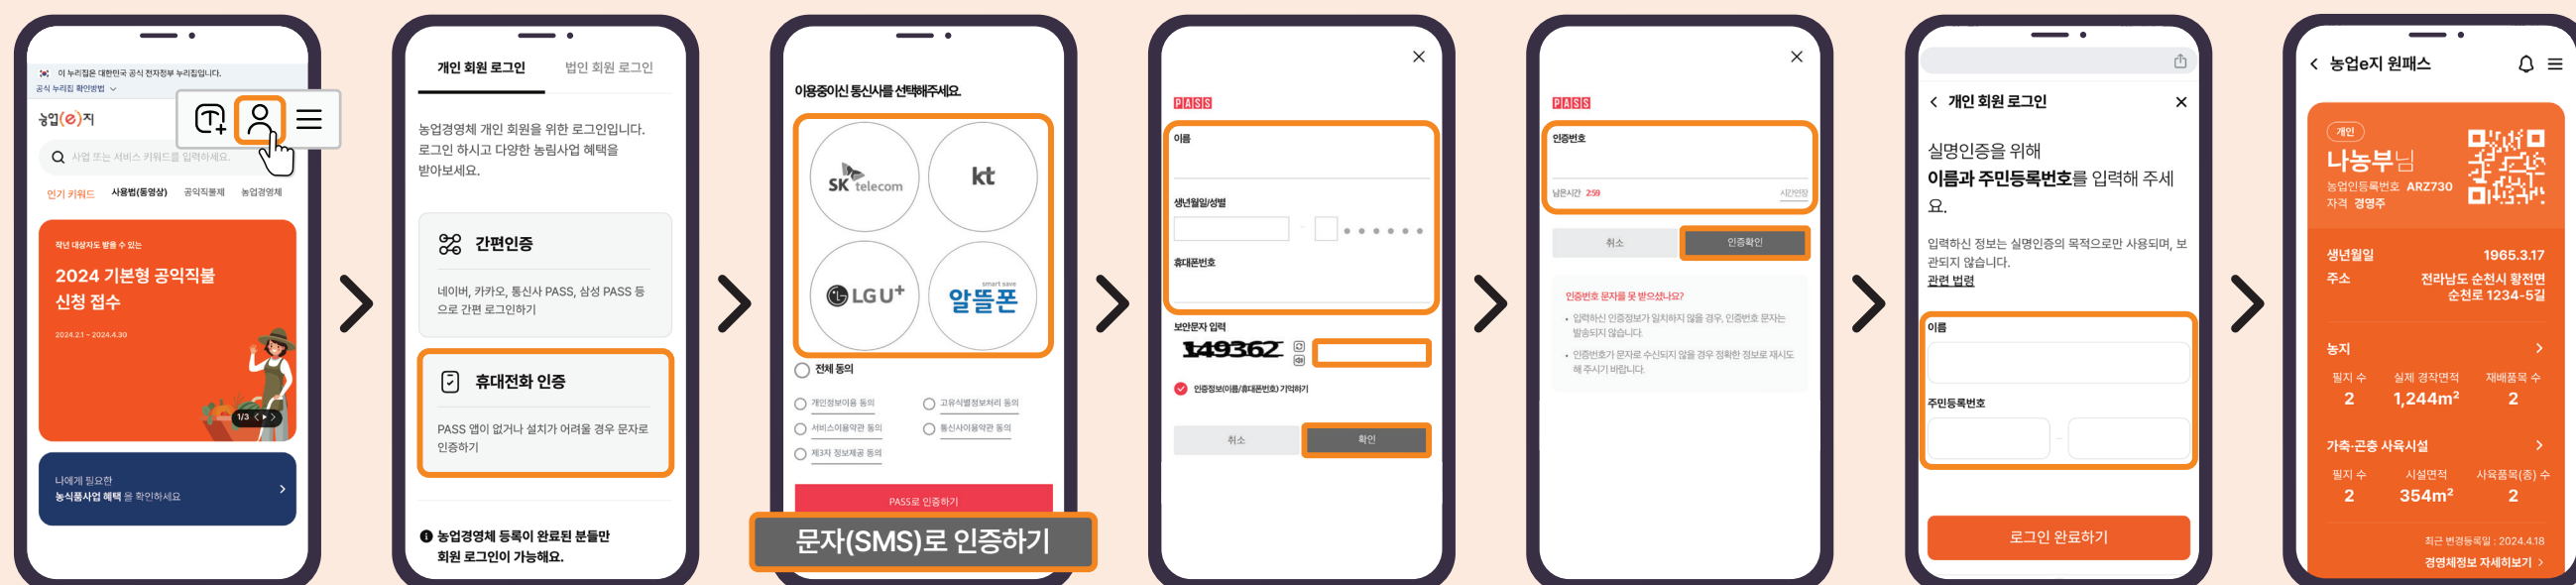 이 누리집은 대한민국 공식 전자정부 누리집입니다.
공식 누리집 확인방법
농업(e)지
사업 또는 서비스 키워드를 입력하세요.
인기 키워드 사용법(동영상) 공익직불제 농업경영체
작년 대상자도 받을 수 있는
2024 기본형 공익직불
신청 접수
2024.2.1 ~ 2024.4.30
1/3
나에게 필요한
농식품사업 혜택 을 확인하세요
개인 회원 로그인 법인 회원 로그인
농업경영체 개인 회원을 위한 로그인입니다.
로그인 하시고 다양한 농림사업 혜택을
받아보세요.
간편인증
네이버, 카카오, 통신사 PASS, 삼성 PASS 등
으로 간편 로그인하기
휴대전화 인증
PASS 앱이 없거나 설치가 어려울 경우 문자로
인증하기
농업경영체 등록이 완료된 분들만
회원 로그인이 가능해요.
이용중이신 통신사를 선택해주세요.
SK telecom
kt
LG U+
smart save
알뜰폰
전체 동의
개인정보이용 동의 고유식별정보처리 동의
서비스이용약관 동의 통신사이용약관 동의
제3자 정보제공 동의
PASS로 인증하기
문자(SMS)로 인증하기
PASS
이름
생년월일/성별
휴대폰번호
보안문자 입력
149362
인증정보(이름/휴대폰번호) 기억하기
취소 확인
PASS
인증번호
남은시간 2:59 시간연장
취소 인증확인
인증번호 문자를 못 받으셨나요?
• 입력하신 인증정보가 일치하지 않을 경우, 인증번호 문자는
발송되지 않습니다.
• 인증번호가 문자로 수신되지 않을 경우 정확한 정보로 재시도
해 주시기 바랍니다.
개인 회원 로그인
실명인증을 위해
이름과 주민등록번호를 입력해 주세
요.
입력하신 정보는 실명인증의 목적으로만 사용되며, 보
관되지 않습니다.
관련 법령
이름
주민등록번호
로그인 완료하기
농업e지 원패스
개인
나농부님
농업인등록번호 ARZ730
자격 경영주
생년월일 1965.3.17
주소 전라남도 순천시 황전면
순천로 1234-5길
농지
필지 수 실제 경작면적 재배품목 수
2 1,244m² 2
가축·곤충 사육시설
필지 수 시설면적 사육품목(종) 수
2 354m² 2
최근 변경등록일 : 2024.4.18
경영체정보 자세히보기